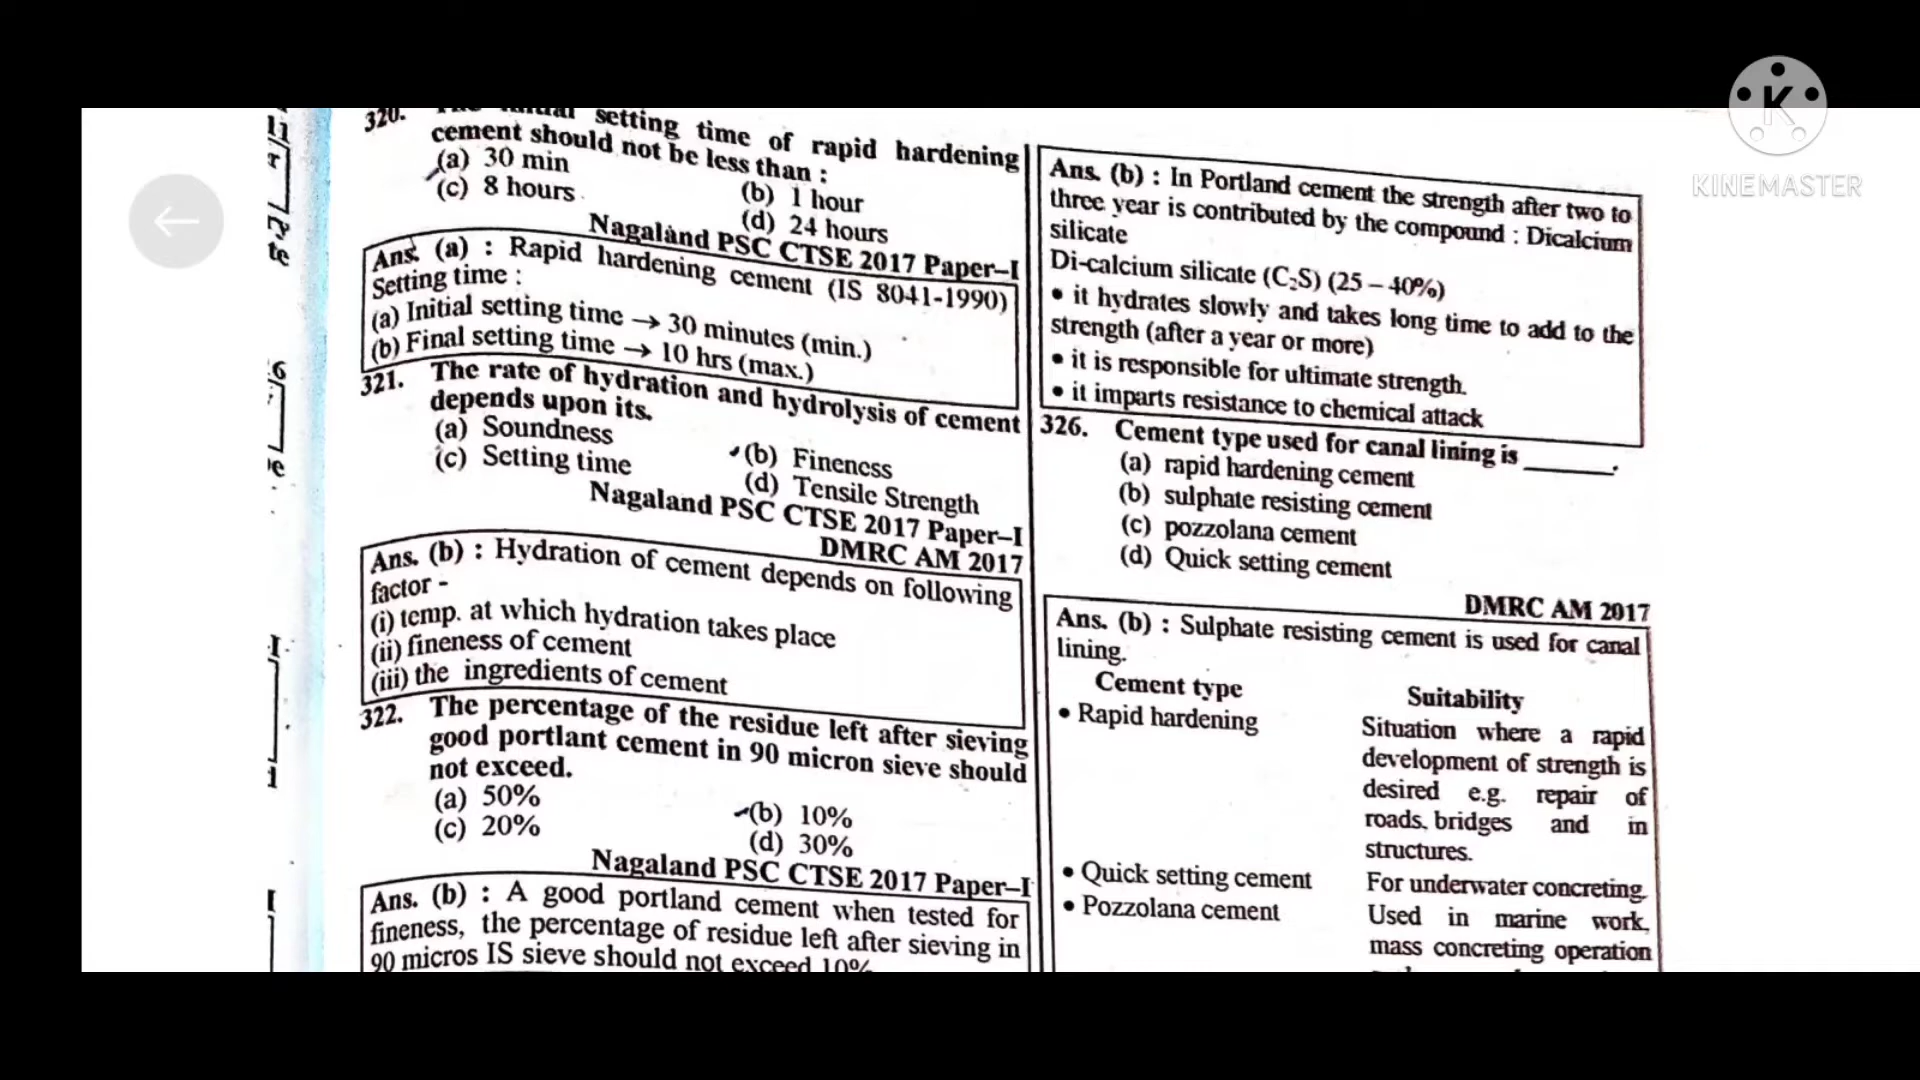 320. setting time of rapid hardening
cement should not be less than :
(a) 30 min
(b) 1 hour
(c) 8 hours
(d) 24 hours
Nagaland PSC CTSE 2017 Paper–I
Ans. (a) : Rapid hardening cement (IS 8041-1990)
Setting time :
(a) Initial setting time → 30 minutes (min.)
(b) Final setting time → 10 hrs (max.)
321. The rate of hydration and hydrolysis of cement
depends upon its.
(a) Soundness
(b) Fineness
(c) Setting time
(d) Tensile Strength
Nagaland PSC CTSE 2017 Paper–I
DMRC AM 2017
Ans. (b) : Hydration of cement depends on following
factor -
(i) temp. at which hydration takes place
(ii) fineness of cement
(iii) the ingredients of cement
322. The percentage of the residue left after sieving
good portlant cement in 90 micron sieve should
not exceed.
(a) 50%
(b) 10%
(c) 20%
(d) 30%
Nagaland PSC CTSE 2017 Paper–I
Ans. (b) : A good portland cement when tested for
fineness, the percentage of residue left after sieving in
90 micros IS sieve should not exceed 10%
Ans. (b) : In Portland cement the strength after two to
three year is contributed by the compound : Dicalcium
silicate
Di-calcium silicate (C₂S) (25 – 40%)
• it hydrates slowly and takes long time to add to the
strength (after a year or more)
• it is responsible for ultimate strength.
• it imparts resistance to chemical attack
326. Cement type used for canal lining is ______.
(a) rapid hardening cement
(b) sulphate resisting cement
(c) pozzolana cement
(d) Quick setting cement
DMRC AM 2017
Ans. (b) : Sulphate resisting cement is used for canal
lining.
Cement type Suitability
• Rapid hardening Situation where a rapid
development of strength is
desired e.g. repair of
roads, bridges and in
structures.
• Quick setting cement For underwater concreting.
• Pozzolana cement Used in marine work,
mass concreting operation
KINEMASTER